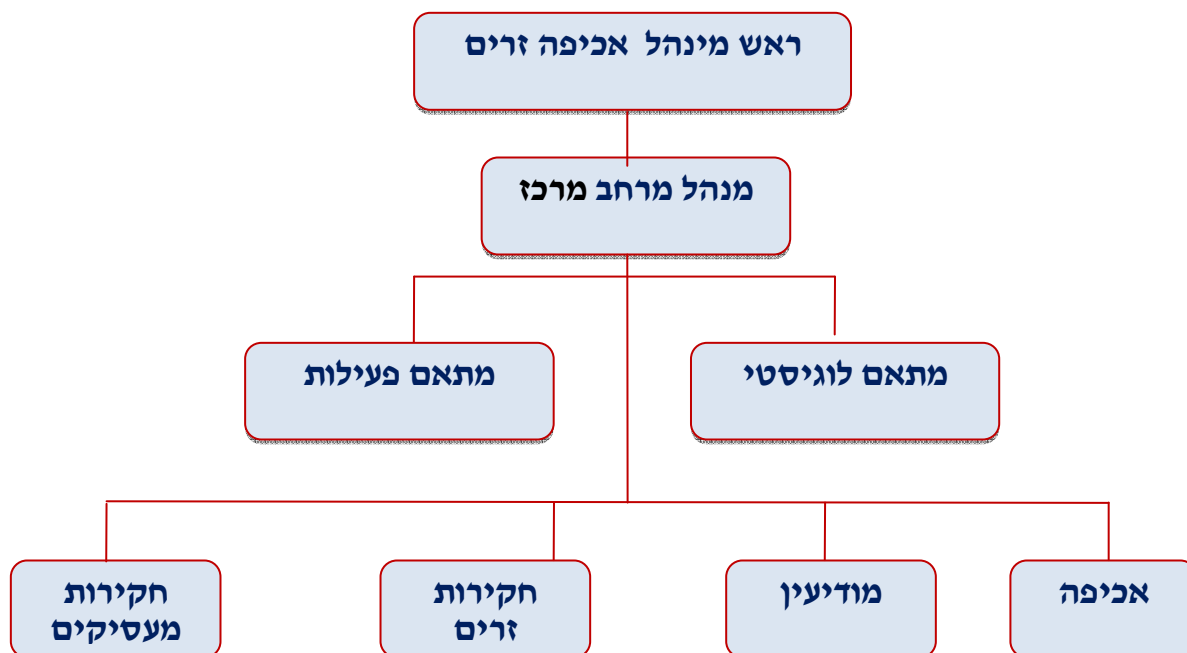 ראש מינהל אכיפה זרים
מנהל מרחב מרכז
מתאם לוגיסטי
מתאם פעילות
אכיפה
מודיעין
חקירות
זרים
חקירות
מעסיקים